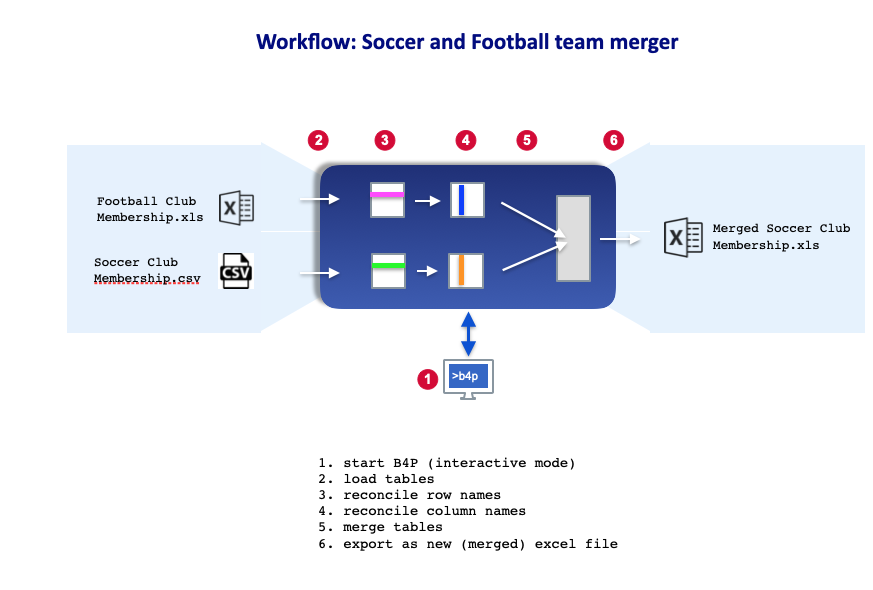 Workflow: Soccer and Football team merger
2 3 4 5 6
Football Club
Membership.xls
X
Soccer Club
Membership.csv
CSV
X
Merged Soccer Club
Membership.xls
1
>b4p
1. start B4P (interactive mode)
2. load tables
3. reconcile row names
4. reconcile column names
5. merge tables
6. export as new (merged) excel file